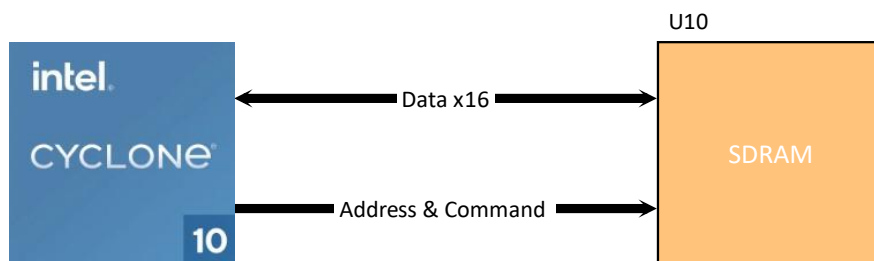 U10
intel.
Data x16
CYCLONe®
SDRAM
Address & Command
10